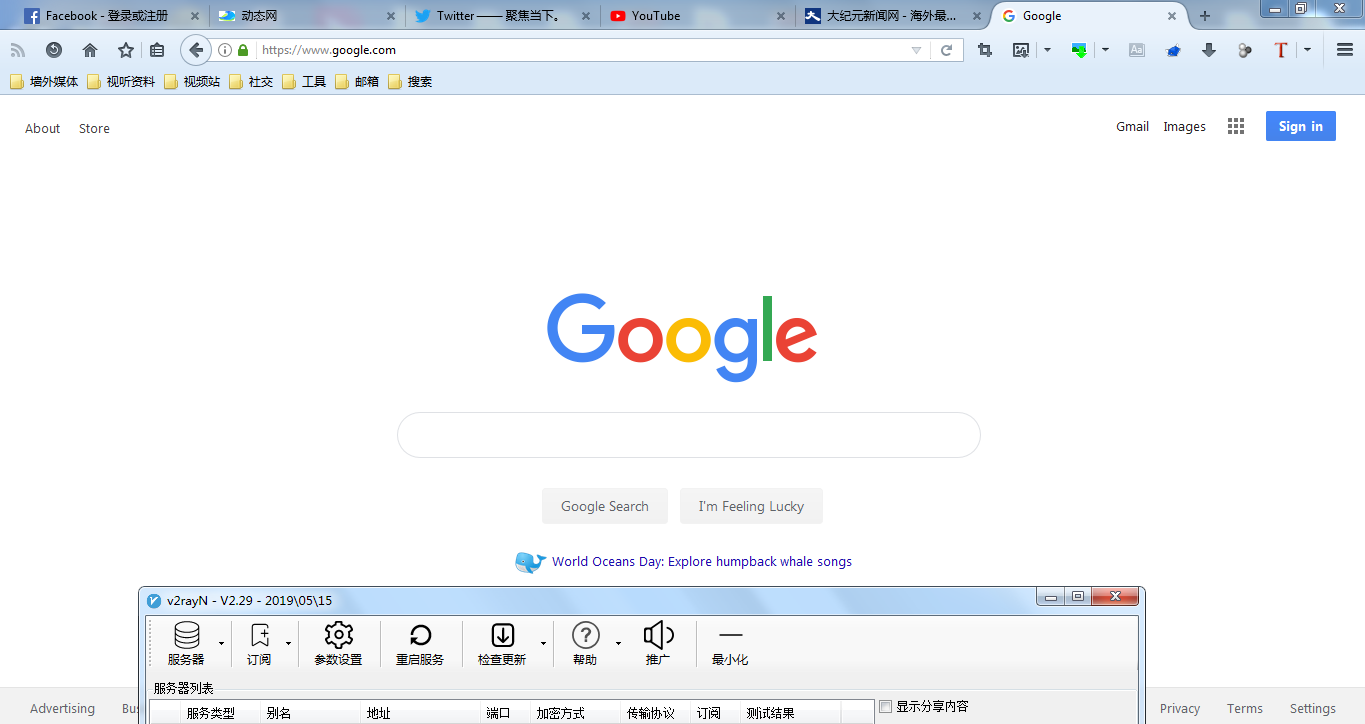 Facebook - 登录或注册 动态网 Twitter —— 聚焦当下。 YouTube 大纪元新闻网 - 海外最... Google
https://www.google.com
墙外媒体 视听资料 视频站 社交 工具 邮箱 搜索
About Store Gmail Images Sign in
Google
Google Search I'm Feeling Lucky
World Oceans Day: Explore humpback whale songs
v2rayN - V2.29 - 2019\05\15
服务器 订阅 参数设置 重启服务 检查更新 帮助 推广 最小化
服务器列表
服务类型 别名 地址 端口 加密方式 传输协议 订阅 测试结果 显示分享内容
Advertising Bu Privacy Terms Settings